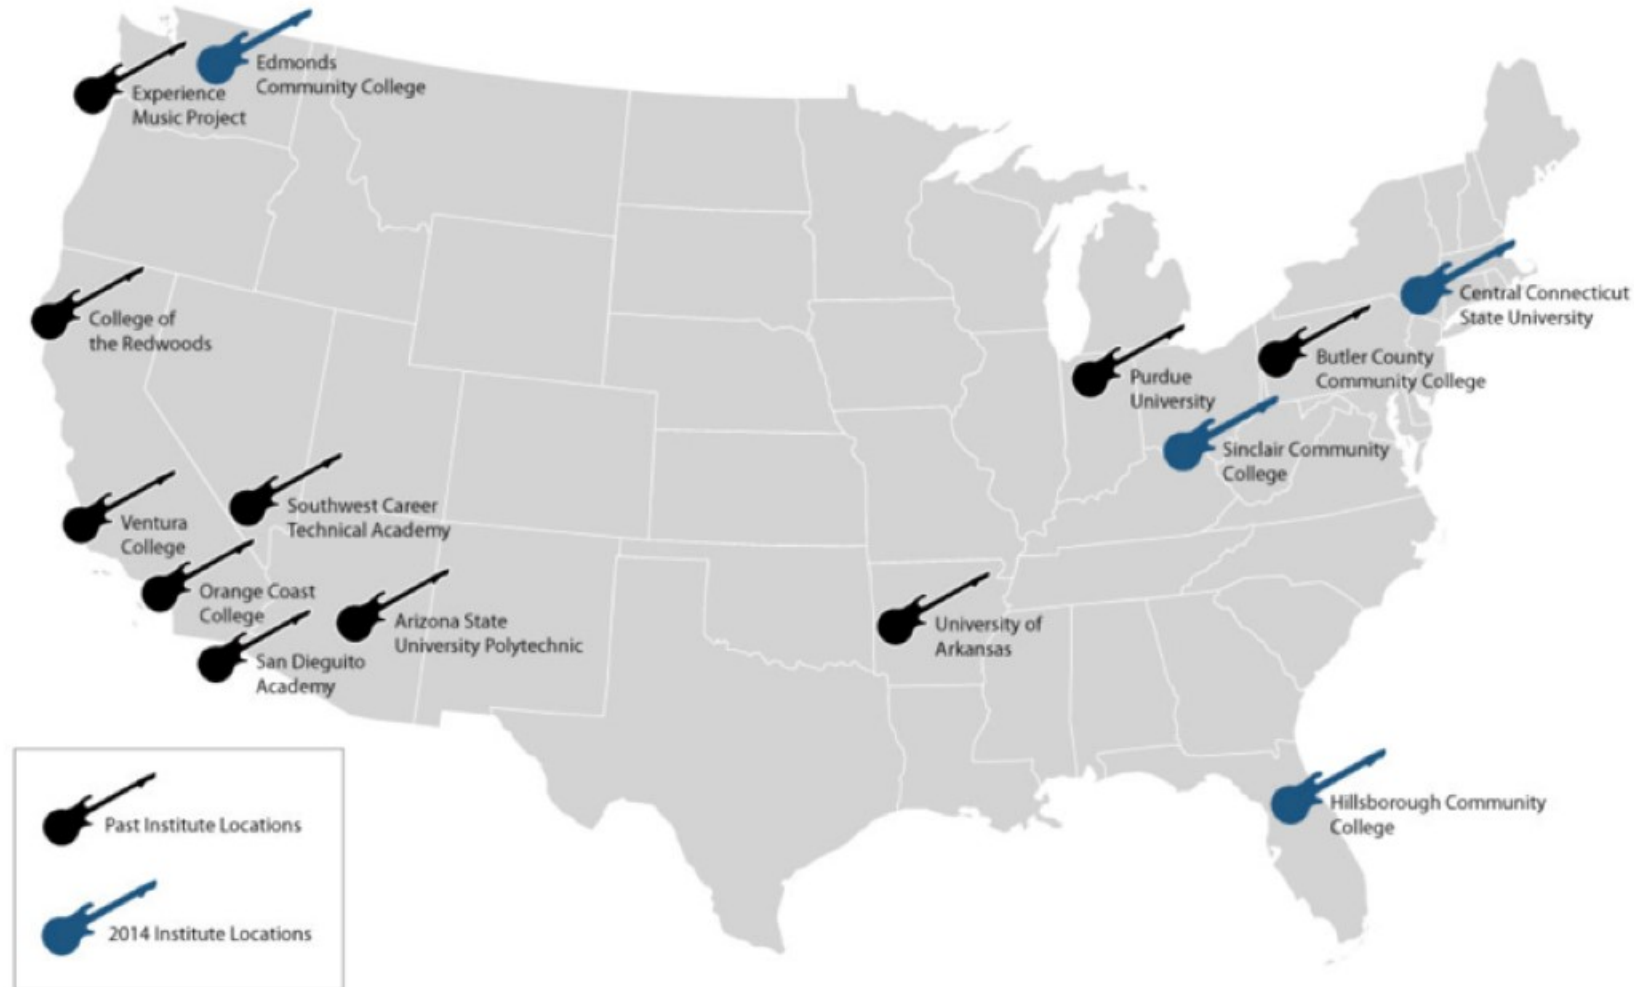 Edmonds
Community College
Experience
Music Project
College of
the Redwoods
Central Connecticut
State University
Butler County
Community College
Purdue
University
Sinclair Community
College
Southwest Career
Technical Academy
Ventura
College
Orange Coast
College
Arizona State
University Polytechnic
University of
Arkansas
San Dieguito
Academy
Hillsborough Community
College
Past Institute Locations
2014 Institute Locations